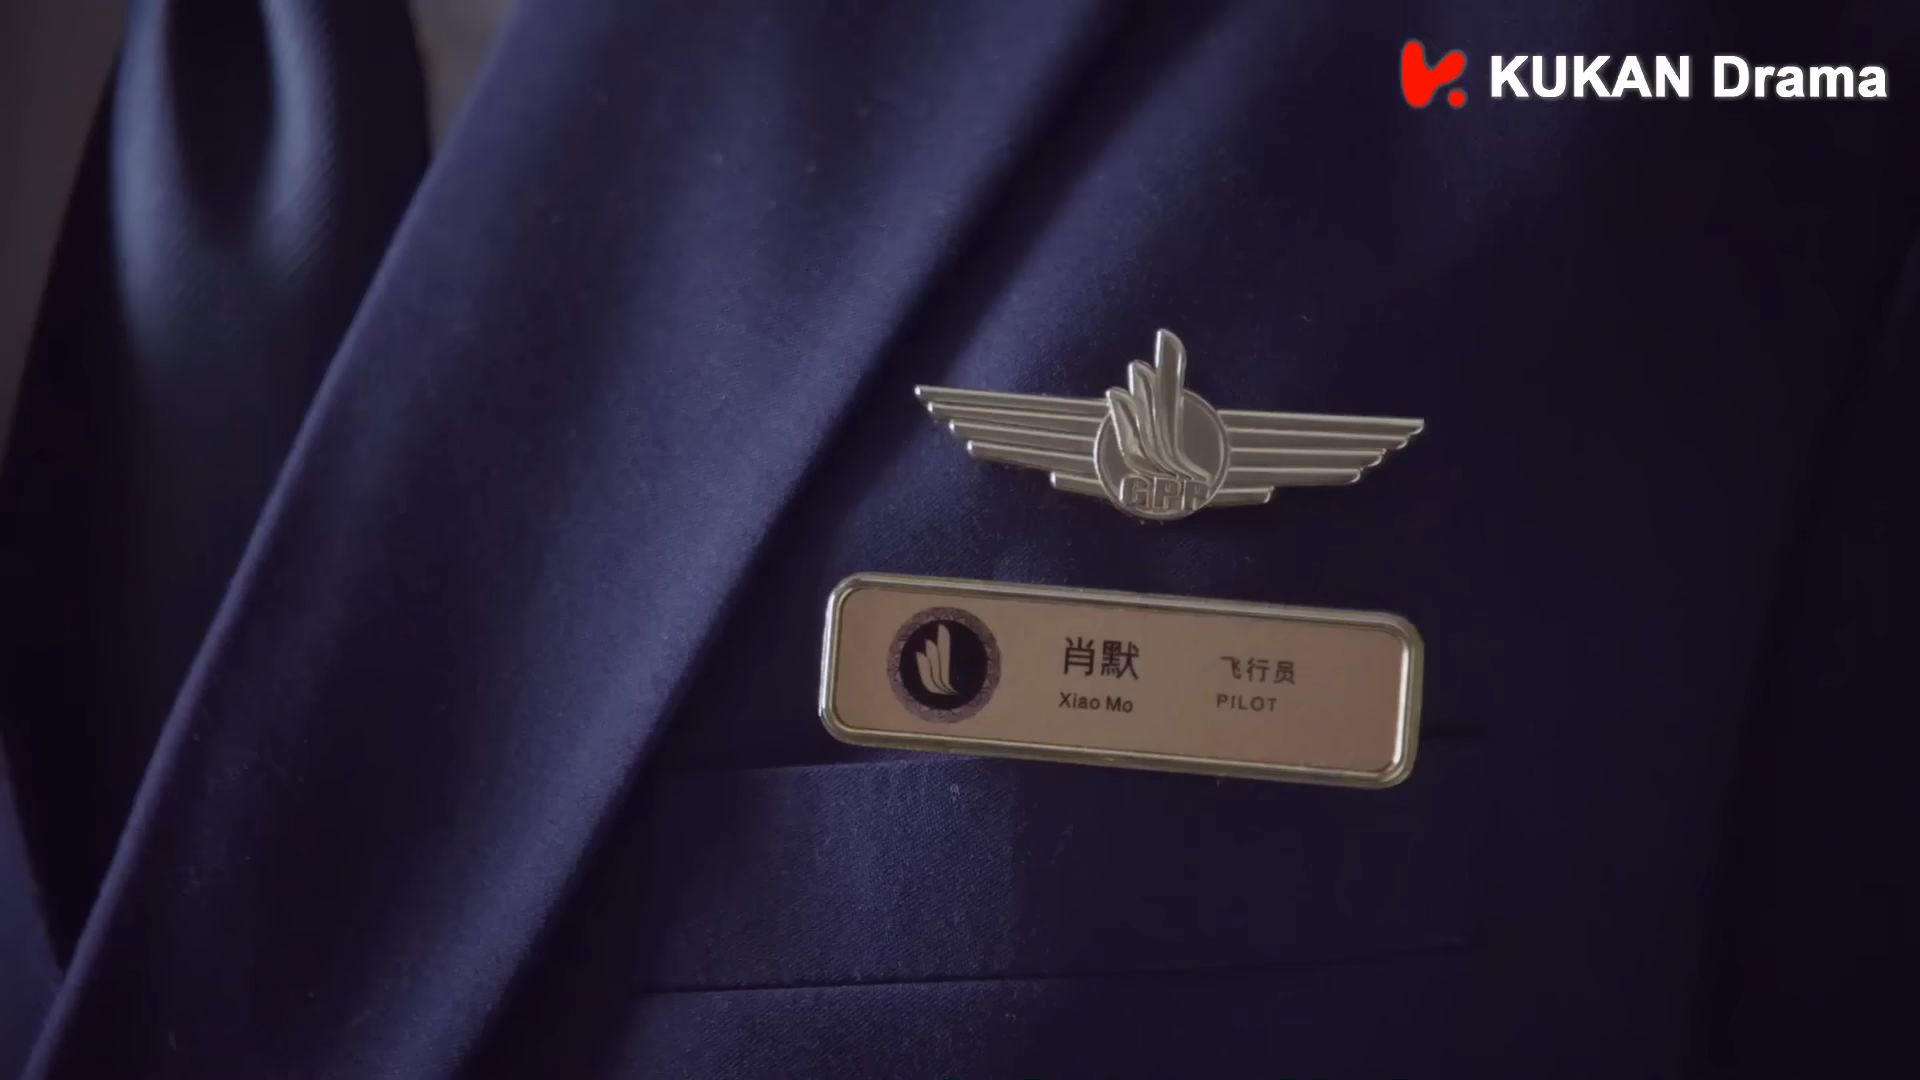 KUKAN Drama
GPP
肖默 飞行员
Xiao Mo PILOT